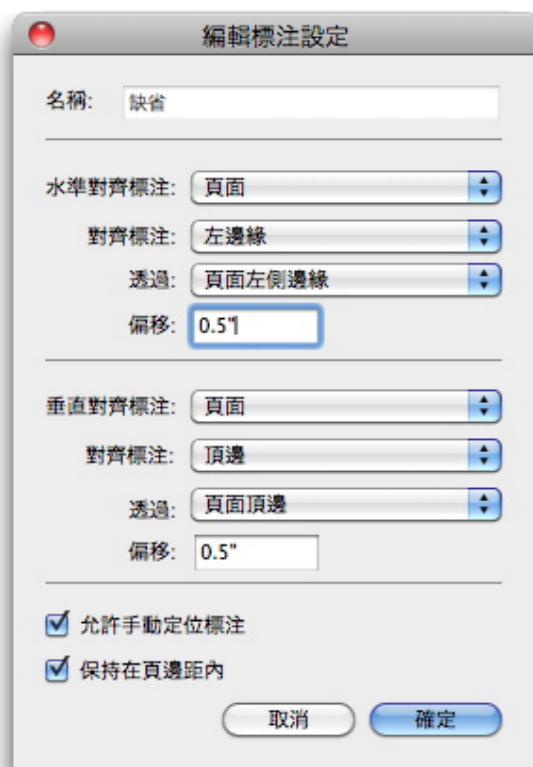 編輯標注設定
名稱: 缺省
水準對齊標注: 頁面
對齊標注: 左邊緣
透過: 頁面左側邊緣
偏移: 0.5"
垂直對齊標注: 頁面
對齊標注: 頂邊
透過: 頁面頂邊
偏移: 0.5"
允許手動定位標注
保持在頁邊距內
取消 確定